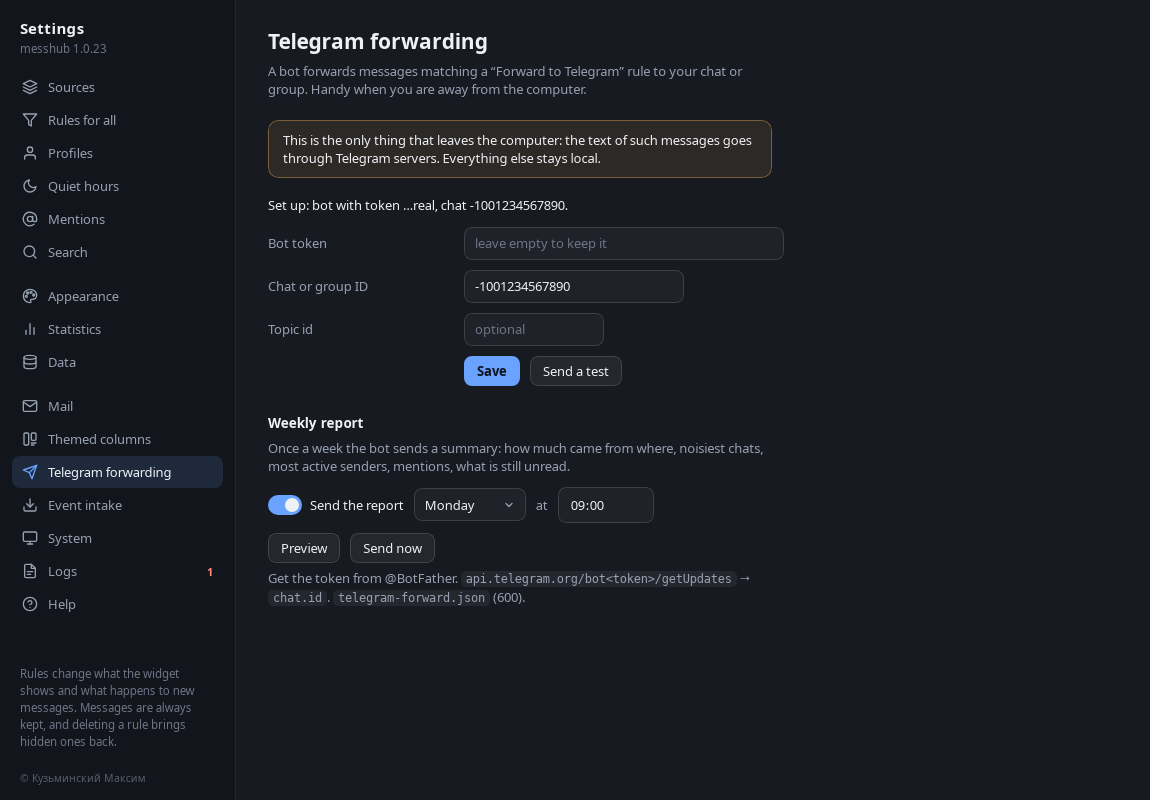 Settings
messhub 1.0.23
Sources
Rules for all
Profiles
Quiet hours
Mentions
Search
Appearance
Statistics
Data
Mail
Themed columns
Telegram forwarding
Event intake
System
Logs 1
Help
Rules change what the widget
shows and what happens to new
messages. Messages are always
kept, and deleting a rule brings
hidden ones back.
© Кузьминский Максим
Telegram forwarding
A bot forwards messages matching a “Forward to Telegram” rule to your chat or
group. Handy when you are away from the computer.
This is the only thing that leaves the computer: the text of such messages goes
through Telegram servers. Everything else stays local.
Set up: bot with token …real, chat -1001234567890.
Bot token leave empty to keep it
Chat or group ID -1001234567890
Topic id optional
Save Send a test
Weekly report
Once a week the bot sends a summary: how much came from where, noisiest chats,
most active senders, mentions, what is still unread.
Send the report Monday at 09:00
Preview Send now
Get the token from @BotFather. api.telegram.org/bot<token>/getUpdates →
chat.id. telegram-forward.json (600).